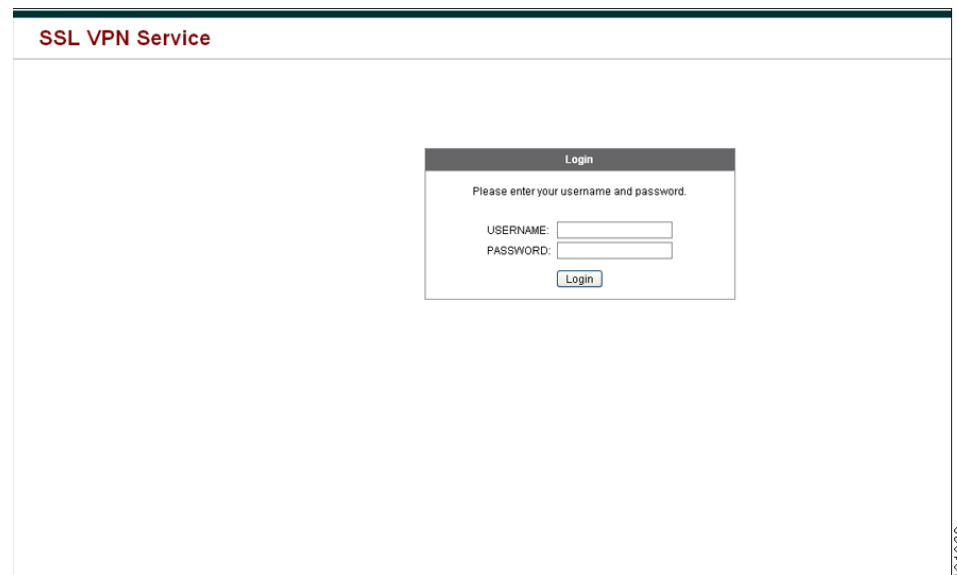 SSL VPN Service
Login
Please enter your username and password.
USERNAME:
PASSWORD:
Login